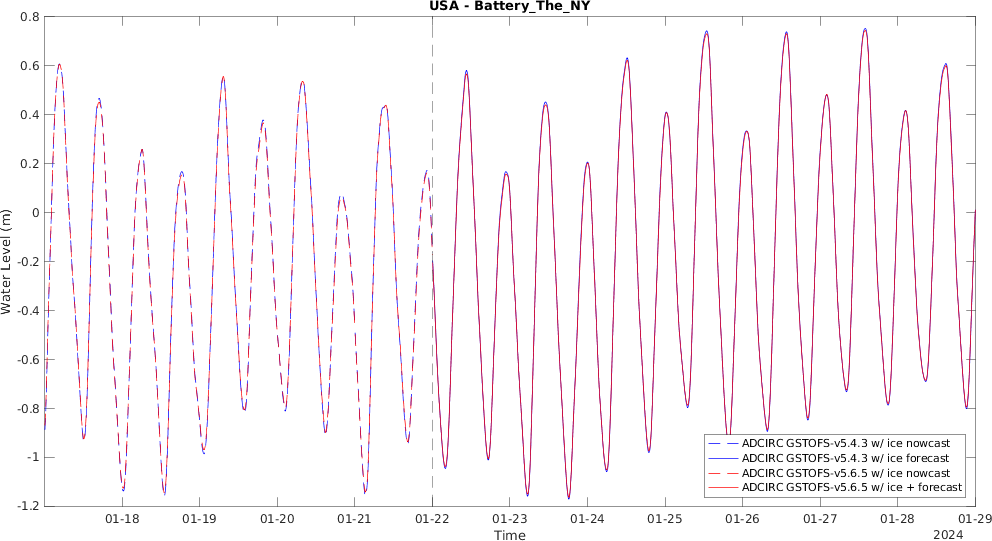 USA - Battery_The_NY
0.8
0.6
0.4
0.2
0
-0.2
-0.4
-0.6
-0.8
-1
-1.2
Water Level (m)
ADCIRC GSTOFS-v5.4.3 w/ ice nowcast
ADCIRC GSTOFS-v5.4.3 w/ ice forecast
ADCIRC GSTOFS-v5.6.5 w/ ice nowcast
ADCIRC GSTOFS-v5.6.5 w/ ice + forecast
01-18 01-19 01-20 01-21 01-22 01-23 01-24 01-25 01-26 01-27 01-28 01-29
Time
2024